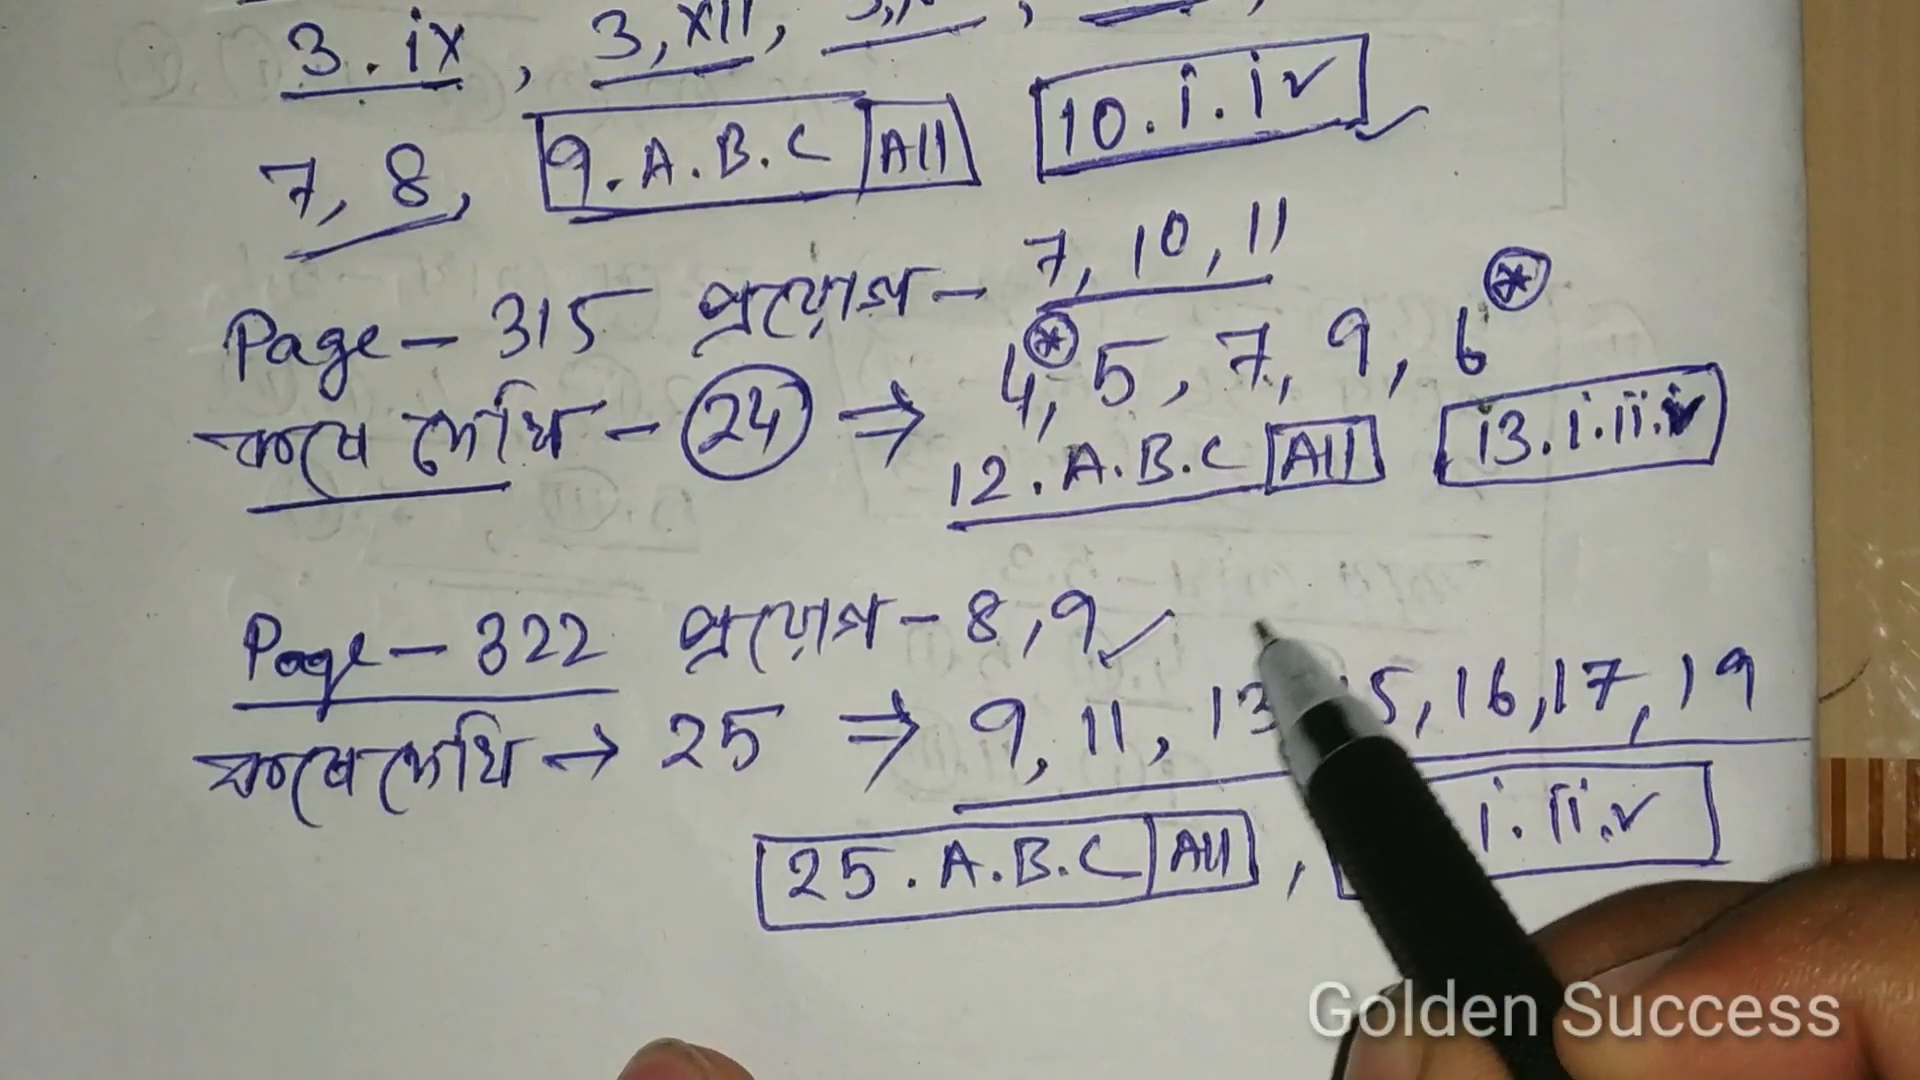 3. ix, 3, xii,
7, 8, 9. A. B. C All 10. i. iv
Page - 315 প্রয়োগ - 7, 10, 11
কষে দেখি - 24 ⇒ 4, 5, 7, 9, 6
12. A. B. C All 13. i. ii. iv
Page - 322 প্রয়োগ - 8, 9 ✓
কষে দেখি → 25 ⇒ 9, 11, 13, 15, 16, 17, 19
25. A. B. C All, i. ii. v
Golden Success